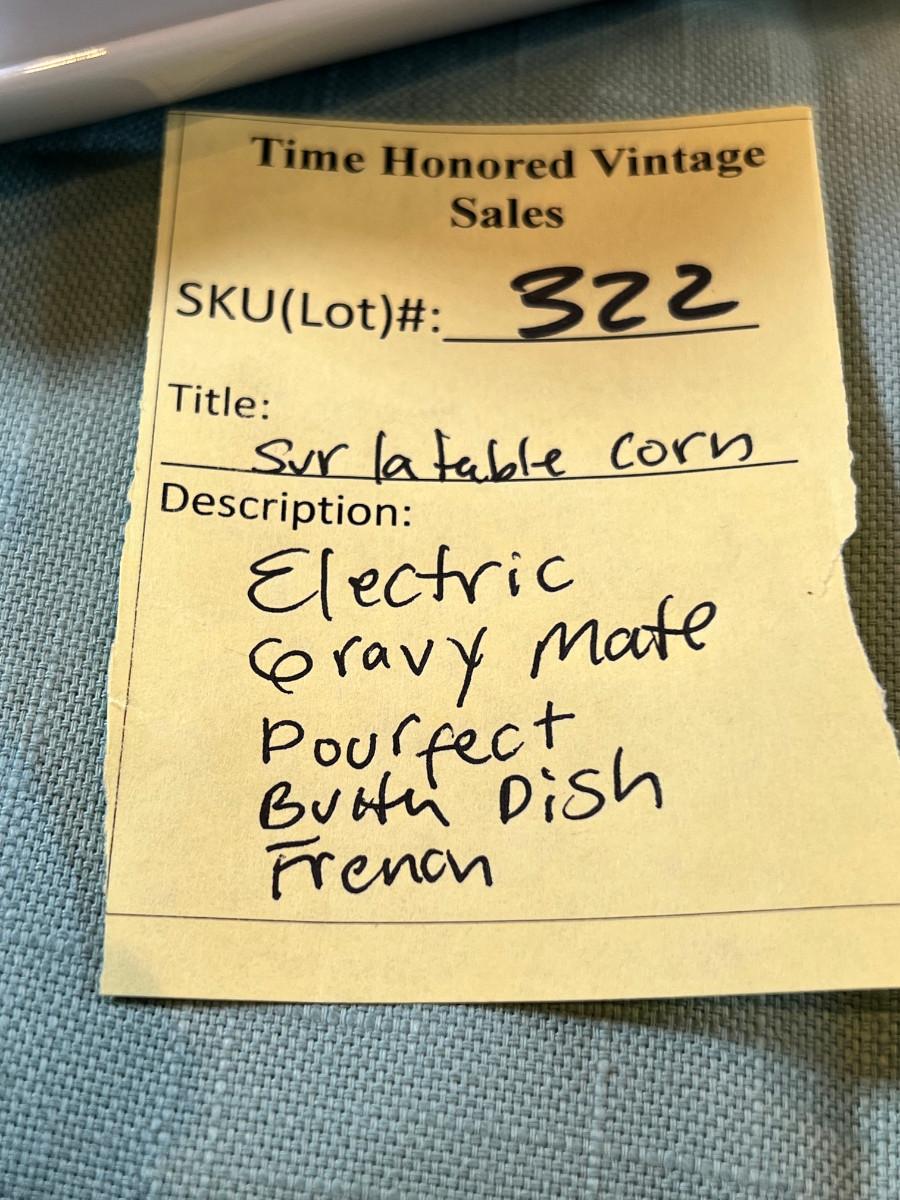 Time Honored Vintage
Sales
SKU(Lot)#: 322
Title:
Sur la table Corn
Description:
Electric
Gravy Mate
Pourfect
Butter Dish
French